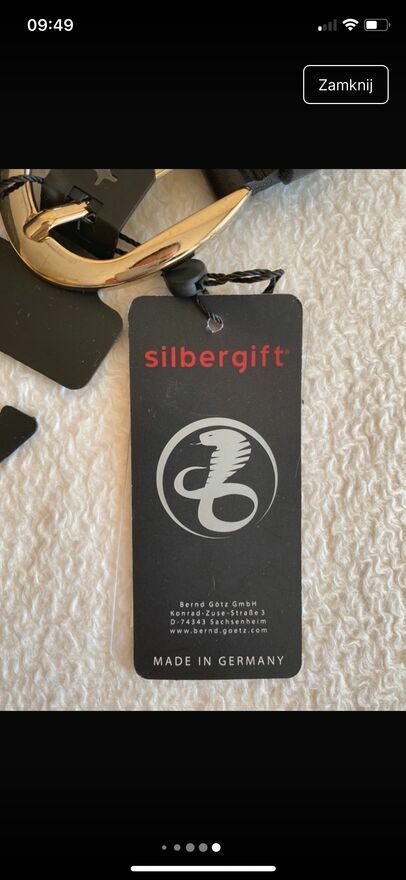 09:49
Zamknij
silbergift®
Bernd Götz GmbH
Konrad-Zuse-Straße 3
D-74343 Sachsenheim
www.bernd.goetz.com
MADE IN GERMANY